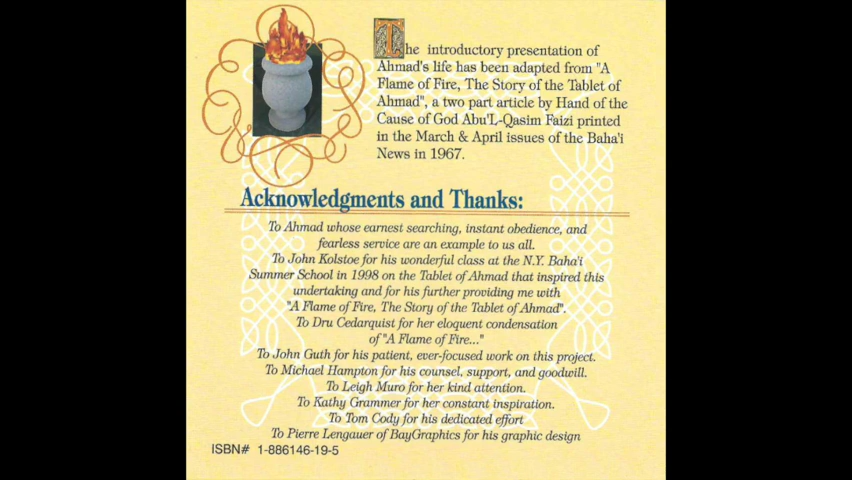 The introductory presentation of
Ahmad's life has been adapted from "A
Flame of Fire, The Story of the Tablet of
Ahmad", a two part article by Hand of the
Cause of God Abu'L-Qasim Faizi printed
in the March & April issues of the Baha'i
News in 1967.
Acknowledgments and Thanks:
To Ahmad whose earnest searching, instant obedience, and
fearless service are an example to us all.
To John Kolstoe for his wonderful class at the N.Y. Baha'i
Summer School in 1998 on the Tablet of Ahmad that inspired this
undertaking and for his further providing me with
"A Flame of Fire, The Story of the Tablet of Ahmad".
To Dru Cedarquist for her eloquent condensation
of "A Flame of Fire..."
To John Guth for his patient, ever-focused work on this project.
To Michael Hampton for his counsel, support, and goodwill.
To Leigh Muro for her kind attention.
To Kathy Grammer for her constant inspiration.
To Tom Cody for his dedicated effort
To Pierre Lengauer of BayGraphics for his graphic design
ISBN# 1-886146-19-5